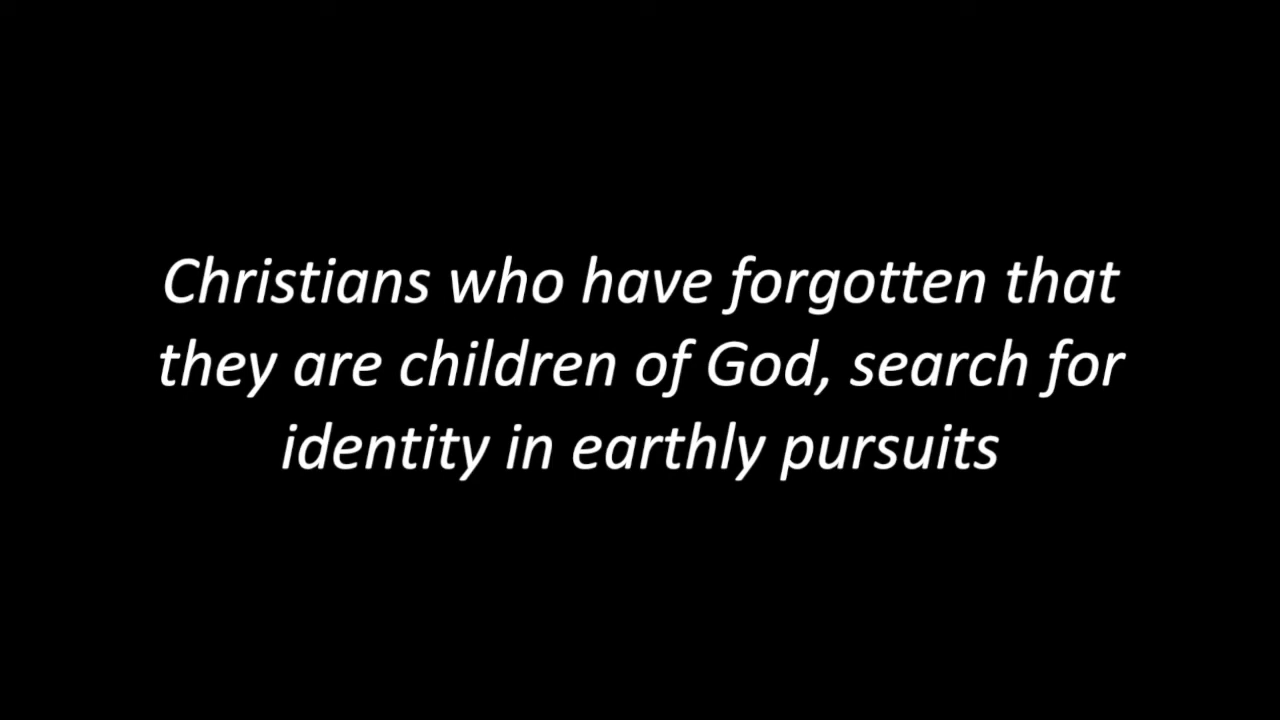 Christians who have forgotten that
they are children of God, search for
identity in earthly pursuits